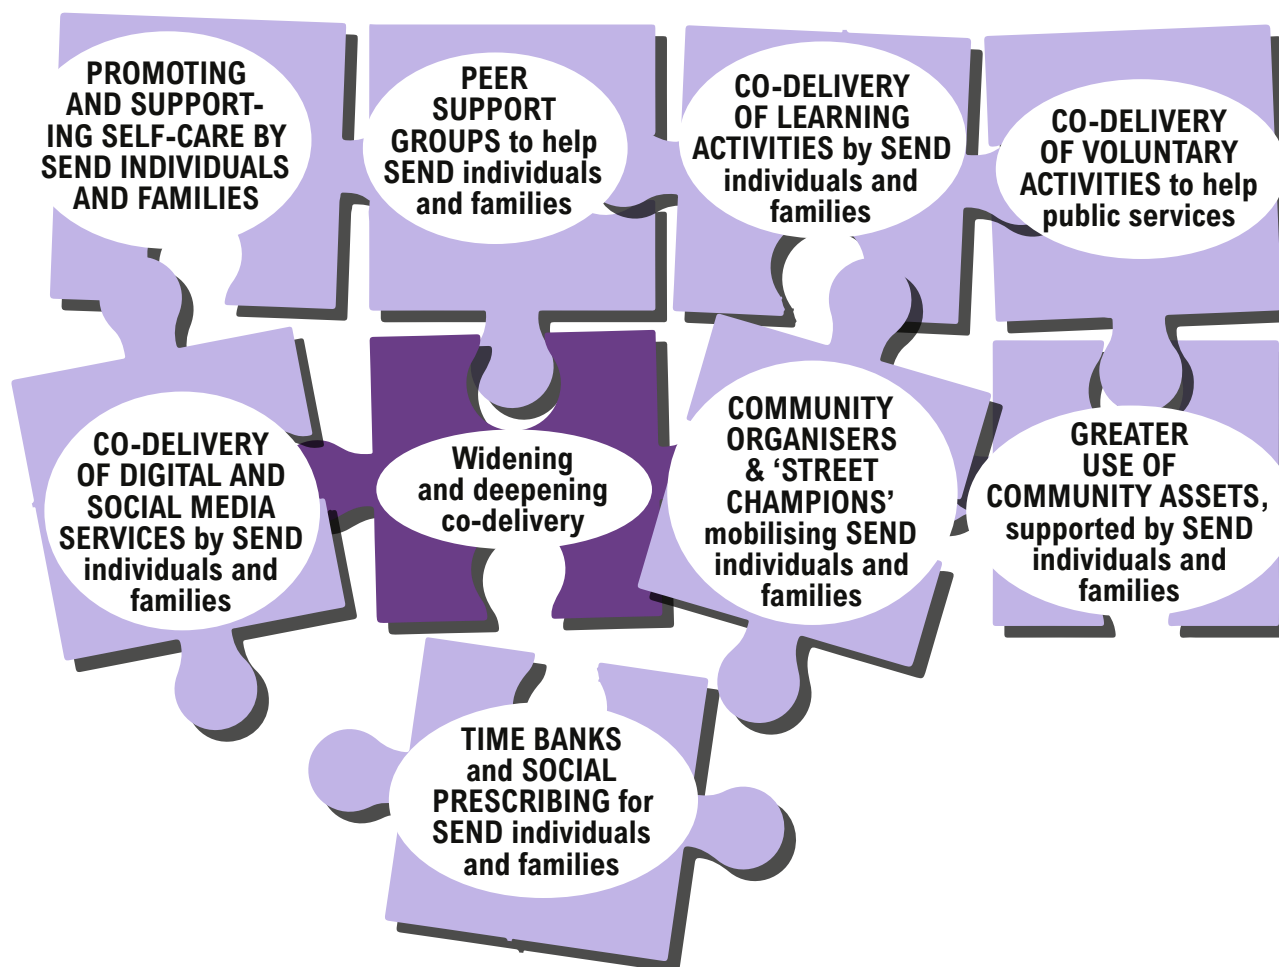 PROMOTING
AND SUPPORT-
ING SELF-CARE BY
SEND INDIVIDUALS
AND FAMILIES
PEER
SUPPORT
GROUPS to help
SEND individuals
and families
CO-DELIVERY
OF LEARNING
ACTIVITIES by SEND
individuals and
families
CO-DELIVERY
OF VOLUNTARY
ACTIVITIES to help
public services
CO-DELIVERY
OF DIGITAL AND
SOCIAL MEDIA
SERVICES by SEND
individuals and
families
Widening
and deepening
co-delivery
COMMUNITY
ORGANISERS
& ‘STREET
CHAMPIONS’
mobilising SEND
individuals and
families
GREATER
USE OF
COMMUNITY ASSETS,
supported by SEND
individuals and
families
TIME BANKS
and SOCIAL
PRESCRIBING for
SEND individuals
and families